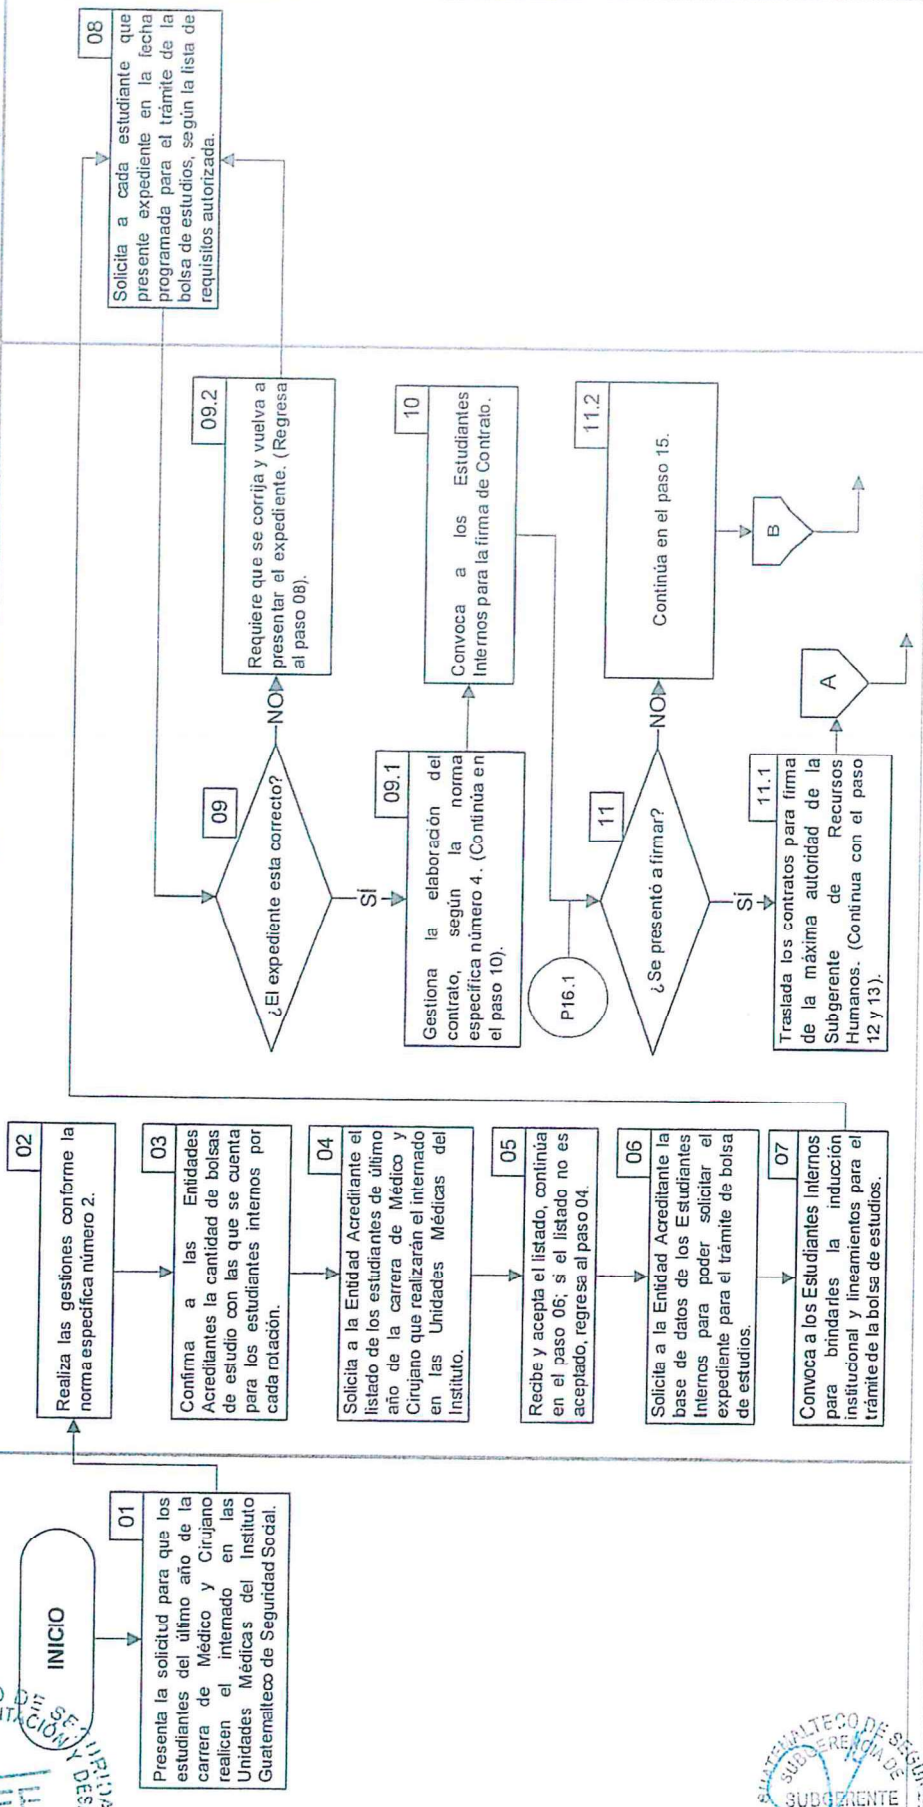 INICIO
01
Presenta la solicitud para que los
estudiantes del último año de la
carrera de Médico y Cirujano
realicen el internado en las
Unidades Médicas del Instituto
Guatemalteco de Seguridad Social.
02
Realiza las gestiones conforme la
norma específica número 2.
03
Confirma a las Entidades
Acreditantes la cantidad de bolsas
de estudio con las que se cuenta
para los estudiantes internos por
cada rotación.
04
Solicita a la Entidad Acreditante el
listado de los estudiantes de último
año de la carrera de Médico y
Cirujano que realizarán el internado
en las Unidades Médicas del
Instituto.
05
Recibe y acepta el listado, continúa
en el paso 06; si el listado no es
aceptado, regresa al paso 04.
06
Solicita a la Entidad Acreditante la
base de datos de los Estudiantes
Internos para poder solicitar el
expediente para el trámite de bolsa
de estudios.
07
Convoca a los Estudiantes Internos
para brindarles la inducción
institucional y lineamientos para el
trámite de la bolsa de estudios.
08
Solicita a cada estudiante que
presente expediente en la fecha
programada para el trámite de la
bolsa de estudios, según la lista de
requisitos autorizada.
09
¿El expediente esta correcto?
NO
SÍ
09.2
Requiere que se corrija y vuelva a
presentar el expediente. (Regresa
al paso 08).
09.1
Gestiona la elaboración del
contrato, según la norma
específica número 4. (Continúa en
el paso 10).
10
Convoca a los Estudiantes
Internos para la firma de Contrato.
P16.1
11
¿Se presentó a firmar?
NO
SÍ
11.2
Continúa en el paso 15.
B
11.1
Traslada los contratos para firma
de la máxima autoridad de la
Subgerente de Recursos
Humanos. (Continua con el paso
12 y 13).
A
SUBGERENCIA DE
SUBGERENTE